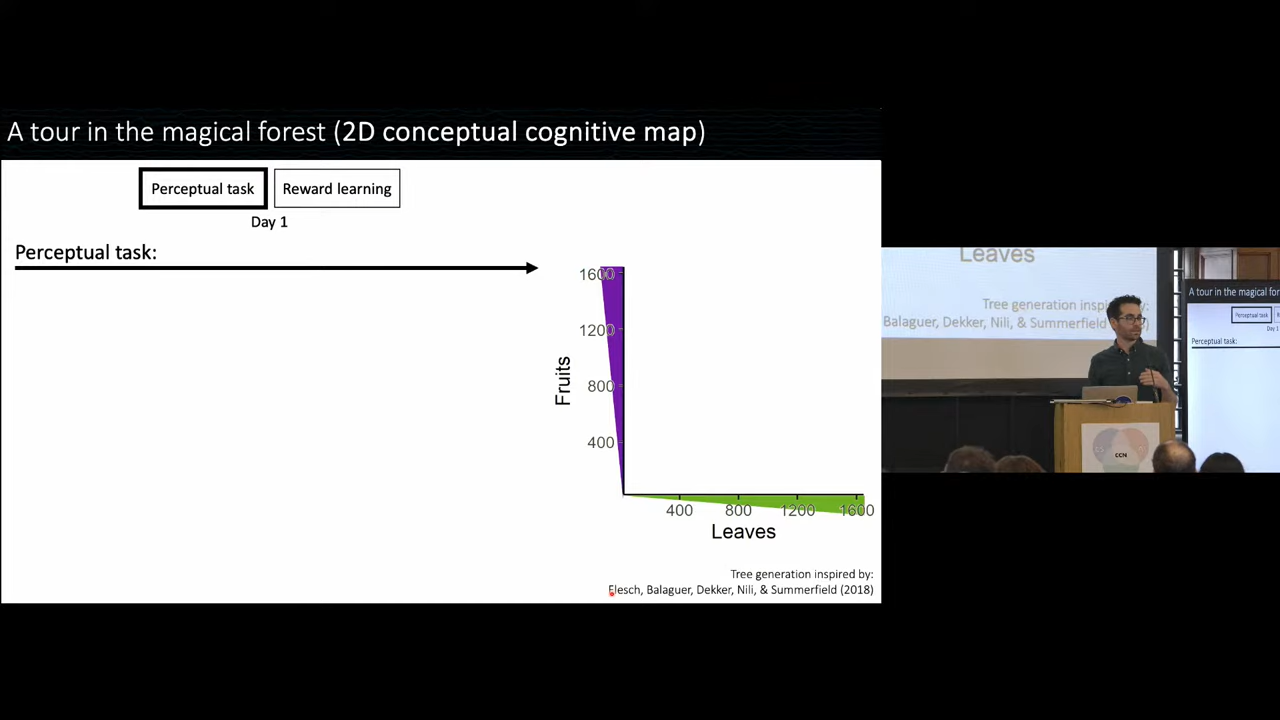 A tour in the magical forest (2D conceptual cognitive map)
Perceptual task
Reward learning
Day 1
Perceptual task:
1600
1200
800
400
Fruits
400 800 1200 1600
Leaves
Tree generation inspired by:
Flesch, Balaguer, Dekker, Nili, & Summerfield (2018)
Leaves
Tree generation inspired by:
Balaguer, Dekker, Nili, & Summerfield
A tour in the magical fores
Perceptual task
Day 1
Perceptual task:
CCN